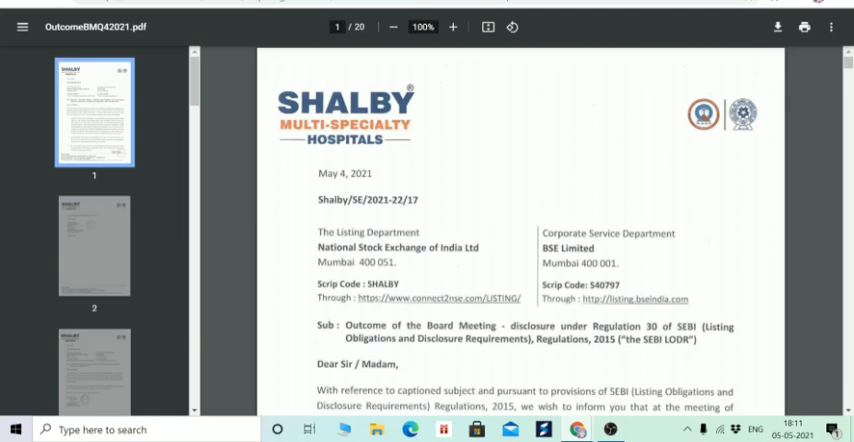 OutcomeBMQ42021.pdf
1 / 20
100%
SHALBY
MULTI-SPECIALTY
HOSPITALS
May 4, 2021
Shalby/SE/2021-22/17
The Listing Department
National Stock Exchange of India Ltd
Mumbai 400 051.
Scrip Code : SHALBY
Through : https://www.connect2nse.com/LISTING/
Corporate Service Department
BSE Limited
Mumbai 400 001.
Scrip Code: 540797
Through : http://listing.bseindia.com
Sub : Outcome of the Board Meeting - disclosure under Regulation 30 of SEBI (Listing
Obligations and Disclosure Requirements), Regulations, 2015 ("the SEBI LODR")
Dear Sir / Madam,
With reference to captioned subject and pursuant to provisions of SEBI (Listing Obligations and
Disclosure Requirements) Regulations, 2015, we wish to inform you that at the meeting of
SHALBY
1
SHALBY
2
SHALBY
Type here to search
ENG
18:11
05-05-2021